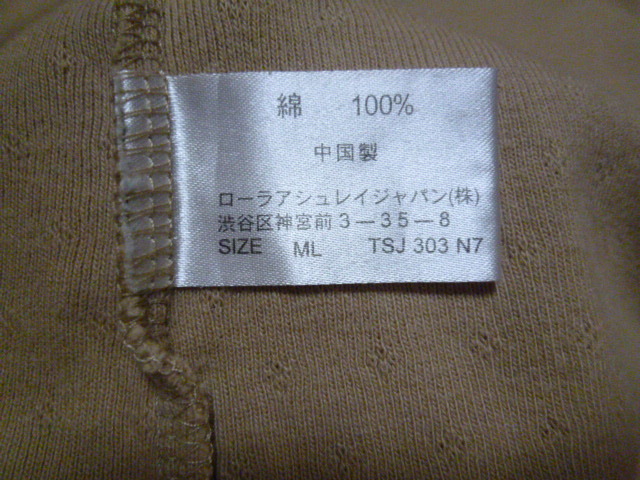 綿 100%
中国製
ローラアシュレイジャパン(株)
渋谷区神宮前3－35－8
SIZE ML TSJ 303 N7